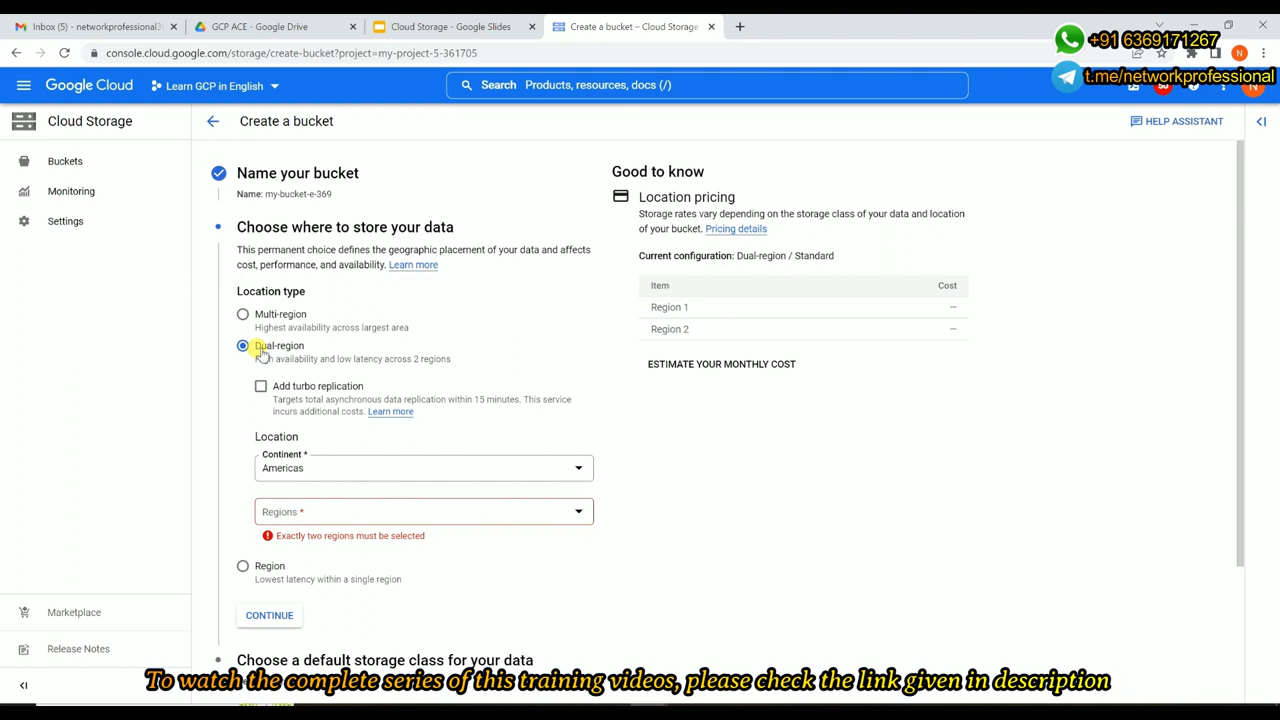 Inbox (5) - networkprofessional3
GCP ACE - Google Drive
Cloud Storage - Google Slides
Create a bucket – Cloud Storage
console.cloud.google.com/storage/create-bucket?project=my-project-5-361705
+91 6369171267
t.me/networkprofessional
Google Cloud
Learn GCP in English
Search Products, resources, docs (/)
Cloud Storage
Create a bucket
HELP ASSISTANT
Buckets
Monitoring
Settings
Name your bucket
Name: my-bucket-e-369
Choose where to store your data
This permanent choice defines the geographic placement of your data and affects
cost, performance, and availability. Learn more
Location type
Multi-region
Highest availability across largest area
Dual-region
availability and low latency across 2 regions
Add turbo replication
Targets total asynchronous data replication within 15 minutes. This service
incurs additional costs. Learn more
Location
Continent *
Americas
Regions *
Exactly two regions must be selected
Region
Lowest latency within a single region
CONTINUE
Choose a default storage class for your data
Good to know
Location pricing
Storage rates vary depending on the storage class of your data and location
of your bucket. Pricing details
Current configuration: Dual-region / Standard
Item Cost
Region 1 –
Region 2 –
ESTIMATE YOUR MONTHLY COST
Marketplace
Release Notes
To watch the complete series of this training videos, please check the link given in description